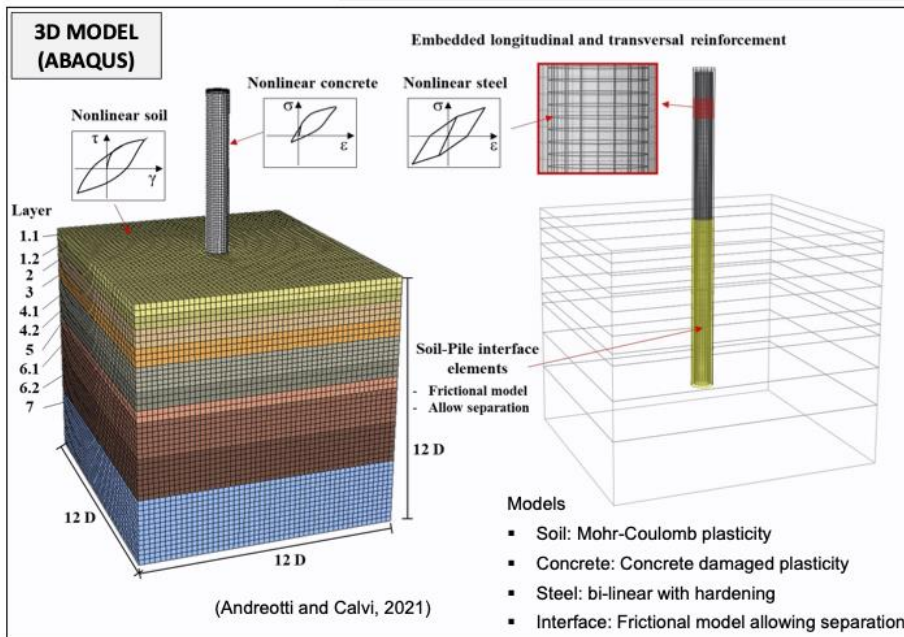 3D MODEL
(ABAQUS)
Embedded longitudinal and transversal reinforcement
Nonlinear concrete
Nonlinear steel
Nonlinear soil
σ
ε
σ
ε
τ
γ
Layer
1.1
1.2
2
3
4.1
4.2
5
6.1
6.2
7
Soil-Pile interface
elements
- Frictional model
- Allow separation
12 D
12 D
12 D
(Andreotti and Calvi, 2021)
Models
▪ Soil: Mohr-Coulomb plasticity
▪ Concrete: Concrete damaged plasticity
▪ Steel: bi-linear with hardening
▪ Interface: Frictional model allowing separation